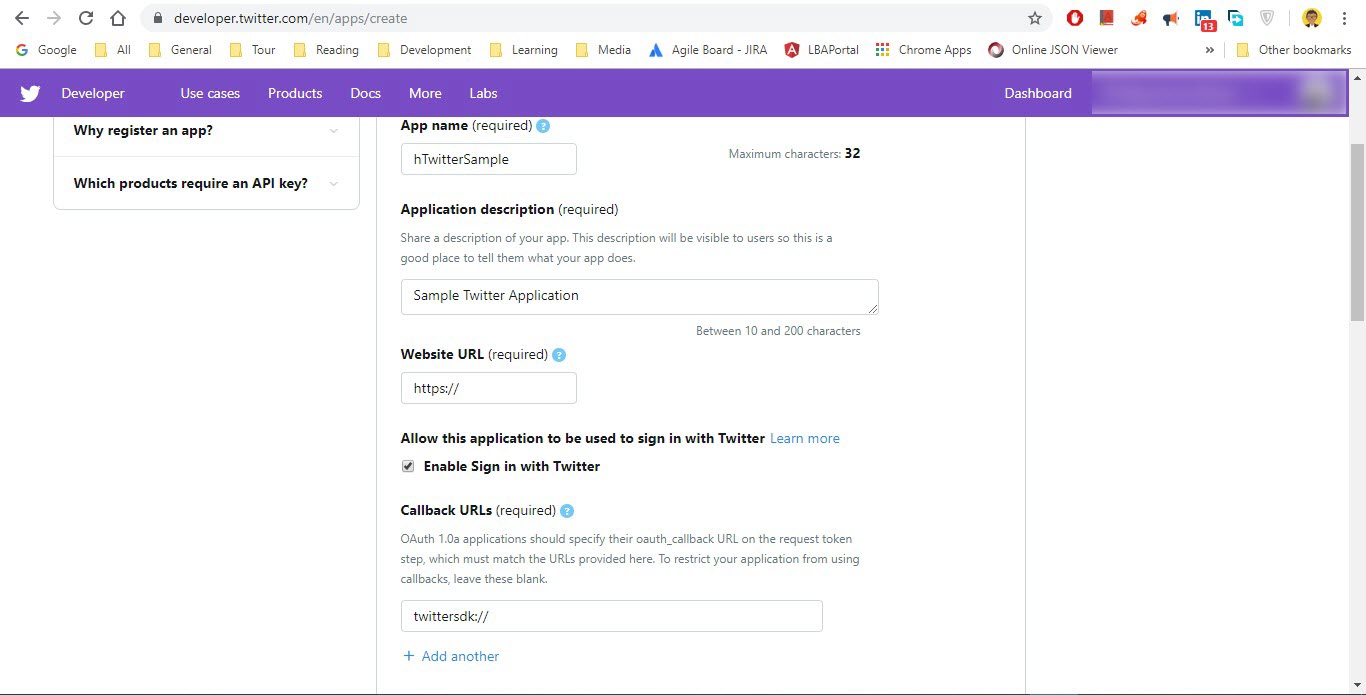 developer.twitter.com/en/apps/create
13
Google All General Tour Reading Development Learning Media Agile Board - JIRA LBAPortal Chrome Apps Online JSON Viewer » Other bookmarks
Developer Use cases Products Docs More Labs Dashboard
Why register an app?
Which products require an API key?
App name (required) ?
hTwitterSample
Maximum characters: 32
Application description (required)
Share a description of your app. This description will be visible to users so this is a
good place to tell them what your app does.
Sample Twitter Application
Between 10 and 200 characters
Website URL (required) ?
https://
Allow this application to be used to sign in with Twitter Learn more
Enable Sign in with Twitter
Callback URLs (required) ?
OAuth 1.0a applications should specify their oauth_callback URL on the request token
step, which must match the URLs provided here. To restrict your application from using
callbacks, leave these blank.
twittersdk://
+ Add another